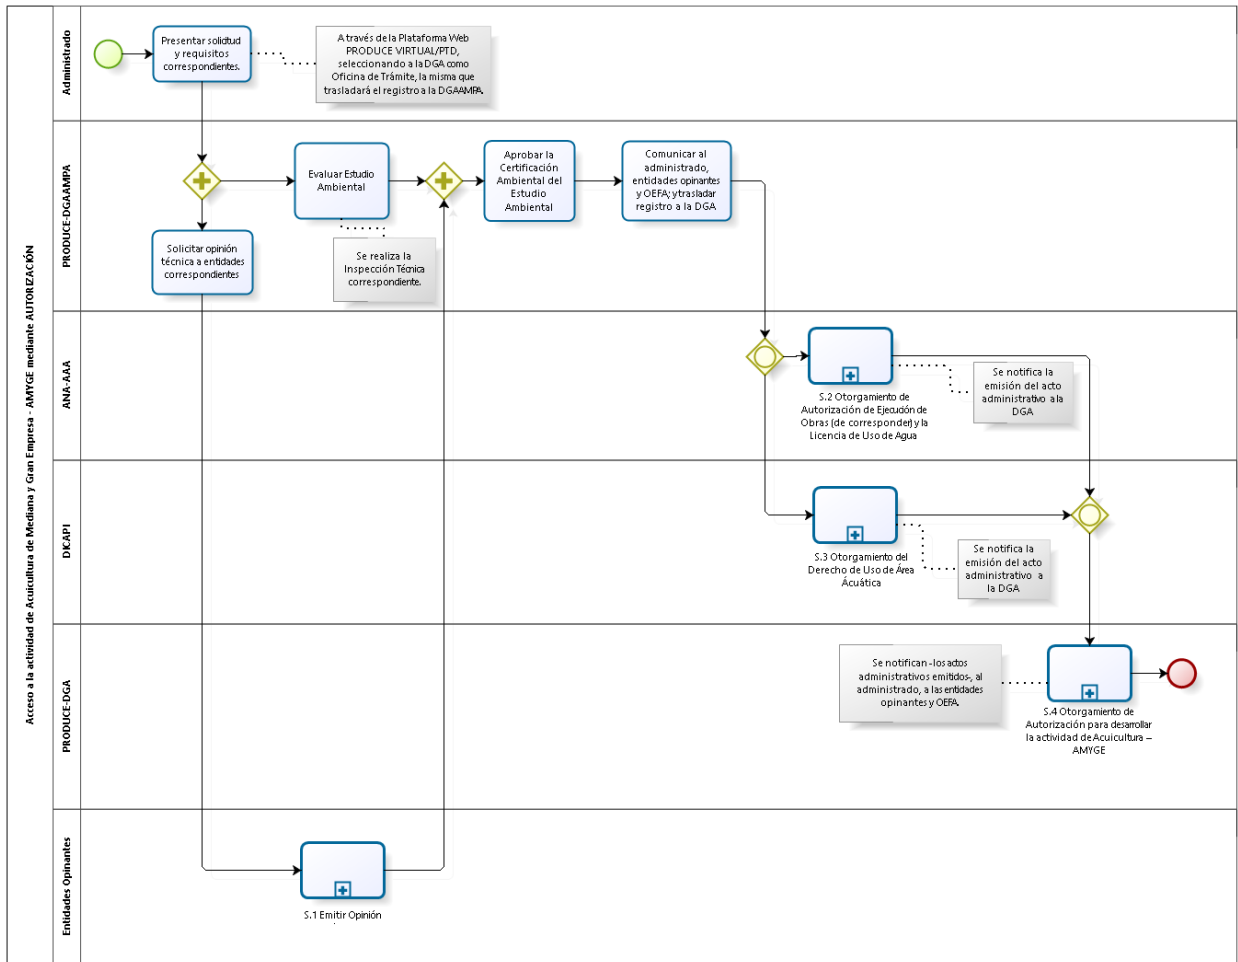 Acceso a la actividad de Acuicultura de Mediana y Gran Empresa - AMYGE mediante AUTORIZACIÓN
Administrado
Presentar solicitud
y requisitos
correspondientes.
A través de la Plataforma Web
PRODUCE VIRTUAL/PTD,
seleccionando a la DGA como
Oficina de Trámite, la misma que
trasladará el registro a la DGAAMPA.
PRODUCE-DGAAMPA
Evaluar Estudio
Ambiental
Aprobar la
Certificación
Ambiental del
Estudio
Ambiental
Comunicar al
administrado,
entidades opinantes
y OEFA; y trasladar
registro a la DGA
Solicitar opinión
técnica a entidades
correspondientes
Se realiza la
Inspección Técnica
correspondiente.
ANA-AAA
S.2 Otorgamiento de
Autorización de Ejecución de
Obras (de corresponder) y la
Licencia de Uso de Agua
Se notifica la
emisión del acto
administrativo a la
DGA
DICAPI
S.3 Otorgamiento del
Derecho de Uso de Área
Ácuática
Se notifica la
emisión del acto
administrativo a
la DGA
PRODUCE-DGA
Se notifican -los actos
administrativos emitidos-, al
administrado, a las entidades
opinantes y OEFA.
S.4 Otorgamiento de
Autorización para desarrollar
la actividad de Acuicultura –
AMYGE
Entidades Opinantes
S.1 Emitir Opinión